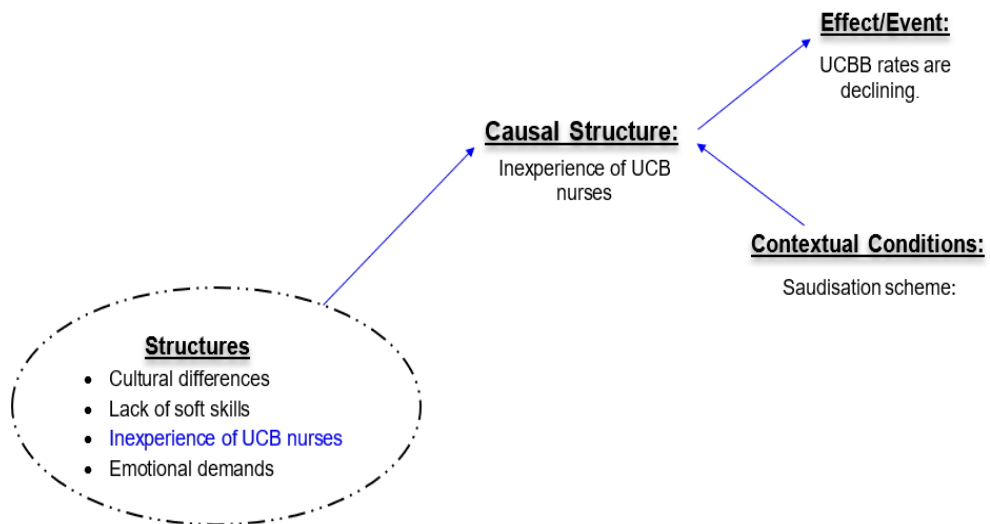 Effect/Event:
UCBB rates are
declining.
Causal Structure:
Inexperience of UCB
nurses
Contextual Conditions:
Saudisation scheme:
Structures
• Cultural differences
• Lack of soft skills
• Inexperience of UCB nurses
• Emotional demands